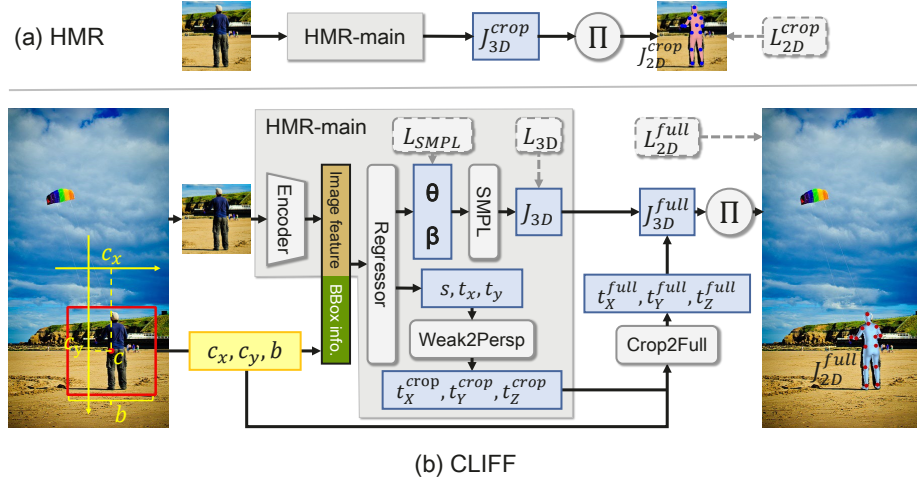 (a) HMR
HMR-main
J_{3D}^{crop}
Π
J_{2D}^{crop}
L_{2D}^{crop}
HMR-main
L_{SMPL}
L_{3D}
L_{2D}^{full}
Encoder
Image feature
BBox info.
Regressor
θ
β
SMPL
J_{3D}
J_{3D}^{full}
Π
c_x
c_y
c
b
s, t_x, t_y
t_X^{full}, t_Y^{full}, t_Z^{full}
c_x, c_y, b
Weak2Persp
Crop2Full
t_X^{crop}, t_Y^{crop}, t_Z^{crop}
J_{2D}^{full}
(b) CLIFF